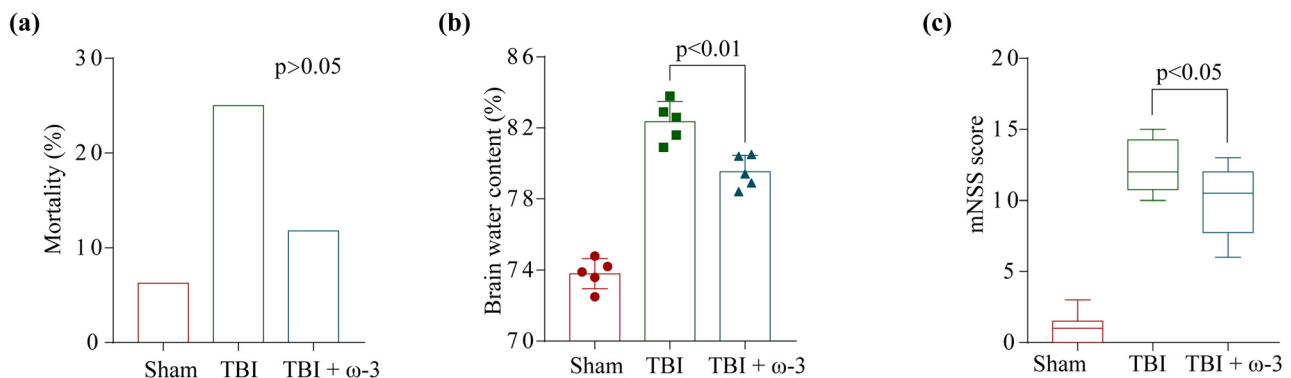 (a)
Mortality (%)
30
20
10
0
p>0.05
Sham
TBI
TBI + ω-3
(b)
Brain water content (%)
86
82
78
74
70
p<0.01
Sham
TBI
TBI + ω-3
(c)
mNSS score
20
15
10
5
0
p<0.05
Sham
TBI
TBI + ω-3